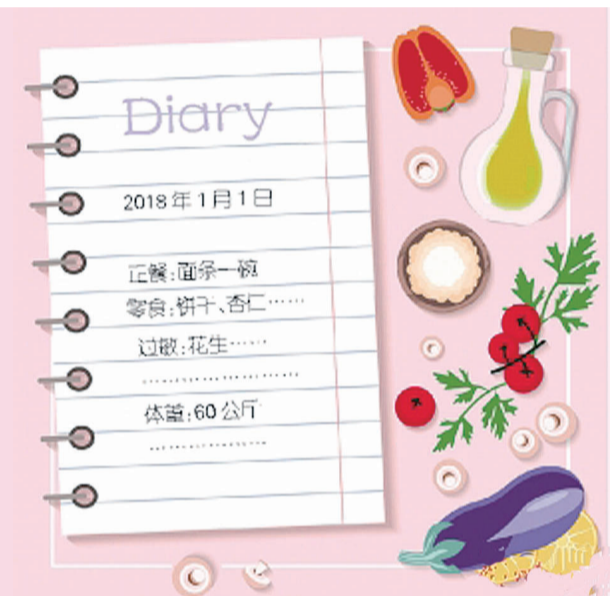 Diary
2018年1月1日
正餐:面条一碗
零食:饼干、杏仁……
过敏:花生……
…………………
体重:60公斤
………………